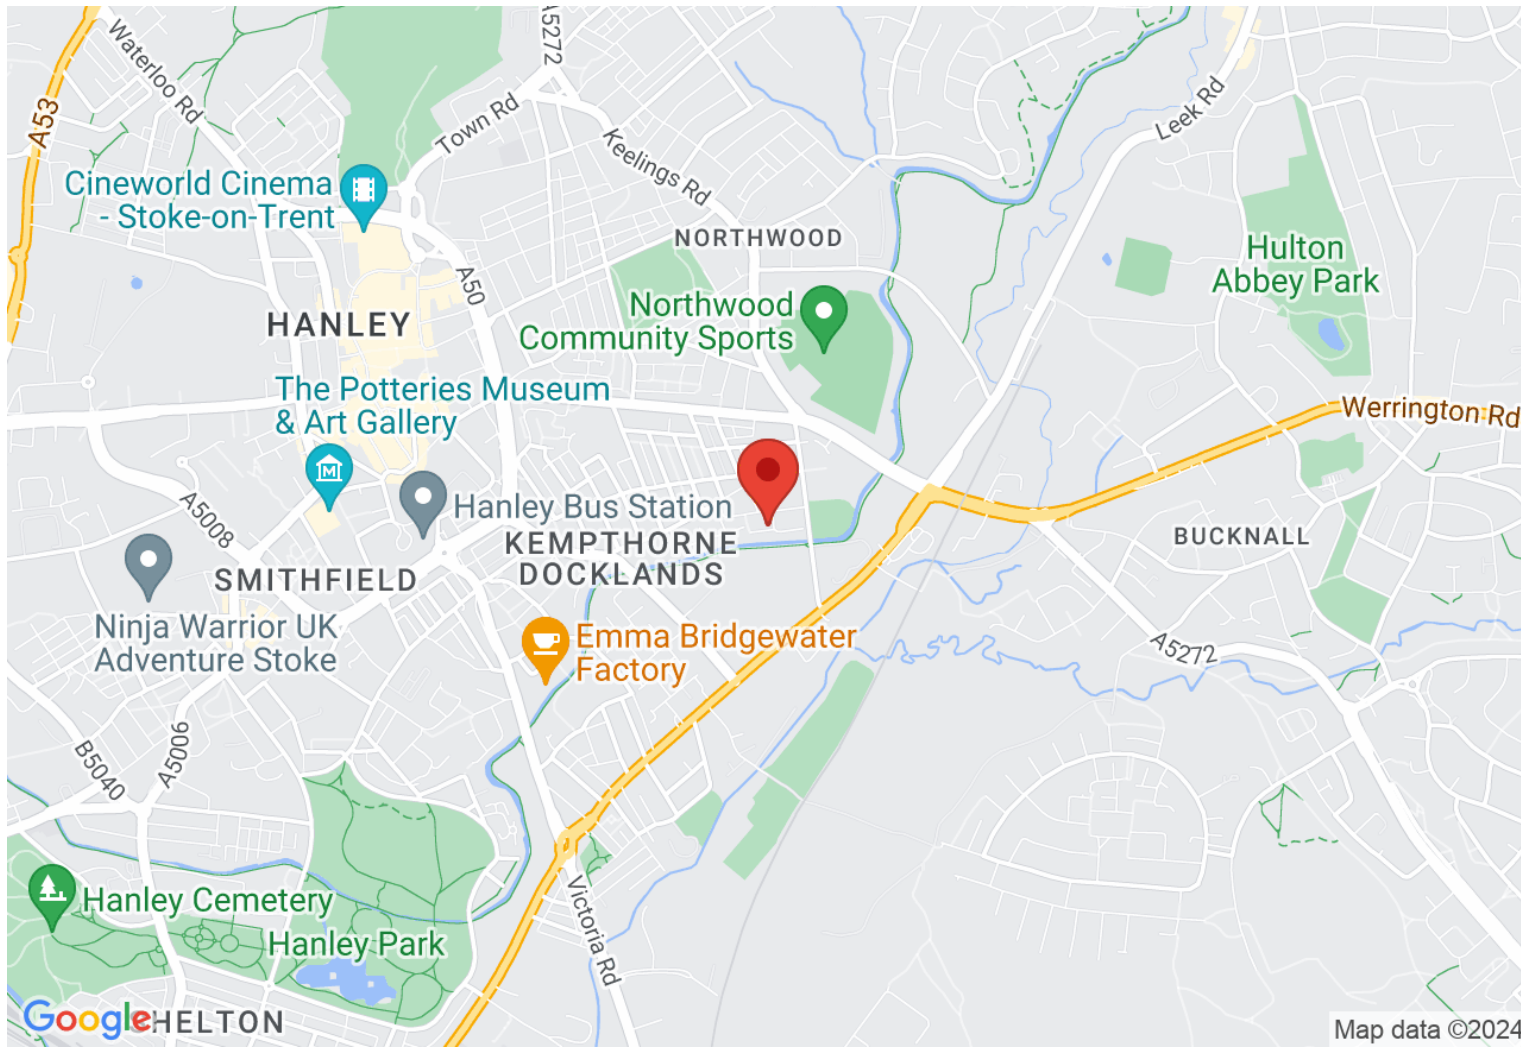 A5272
Waterloo Rd
A53
Town Rd
Leek Rd
Keelings Rd
Cineworld Cinema
- Stoke-on-Trent
NORTHWOOD
Hulton
Abbey Park
A50
HANLEY
Northwood
Community Sports
The Potteries Museum
& Art Gallery
Werrington Rd
A5008
Hanley Bus Station
KEMPTHORNE
DOCKLANDS
BUCKNALL
SMITHFIELD
Ninja Warrior UK
Adventure Stoke
Emma Bridgewater
Factory
A5272
A5006
B5040
Hanley Cemetery
Hanley Park
Victoria Rd
Google
HELTON
Map data ©2024